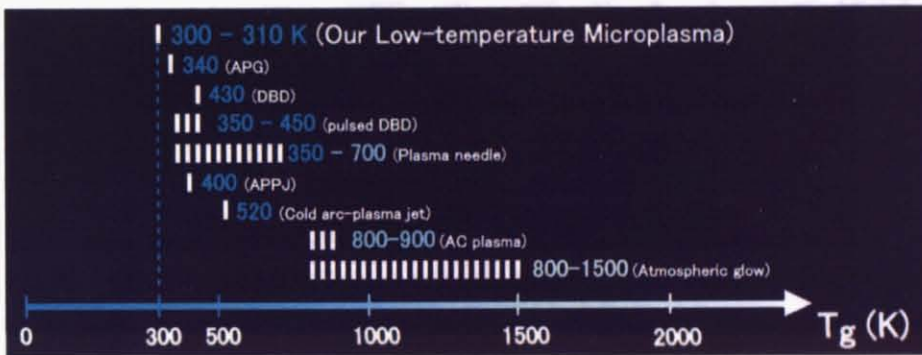 300 - 310 K (Our Low-temperature Microplasma)
340 (APG)
430 (DBD)
350 - 450 (pulsed DBD)
350 - 700 (Plasma needle)
400 (APPJ)
520 (Cold arc-plasma jet)
800-900 (AC plasma)
800-1500 (Atmospheric glow)
0 300 500 1000 1500 2000 Tg (K)